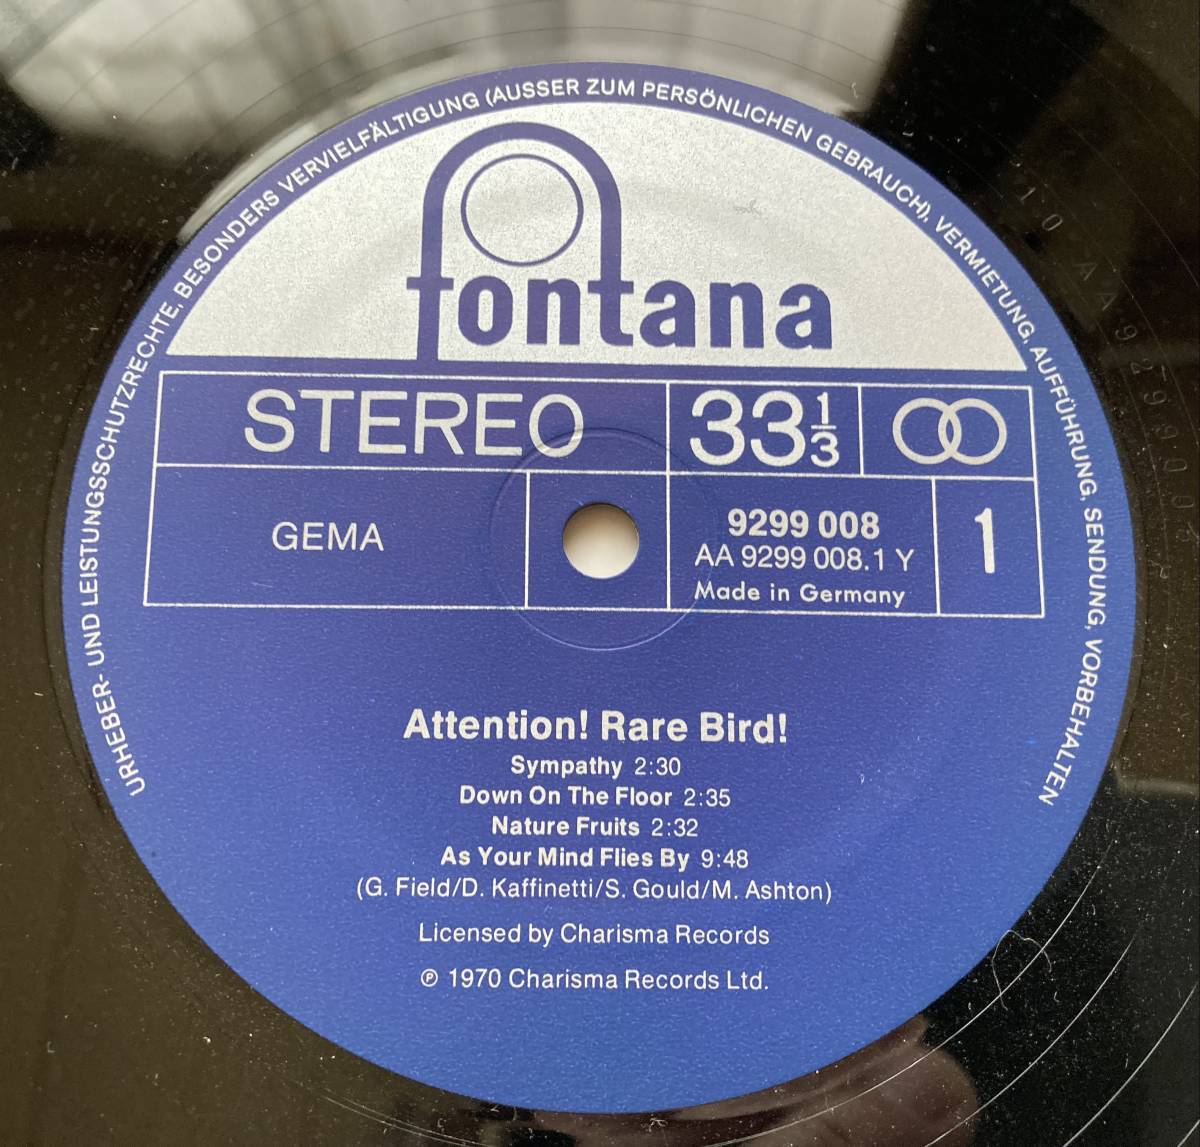 URHEBER- UND LEISTUNGSSCHUTZRECHTE, BESONDERS VERVIELFÄLTIGUNG (AUSSER ZUM PERSÖNLICHEN GEBRAUCH), VERMIETUNG, AUFFÜHRUNG, SENDUNG, VORBEHALTEN
fontana
STEREO
33 1/3
GEMA
9299 008
AA 9299 008.1 Y
Made in Germany
1
Attention! Rare Bird!
Sympathy 2:30
Down On The Floor 2:35
Nature Fruits 2:32
As Your Mind Flies By 9:48
(G. Field/D. Kaffinetti/S. Gould/M. Ashton)
Licensed by Charisma Records
℗ 1970 Charisma Records Ltd.